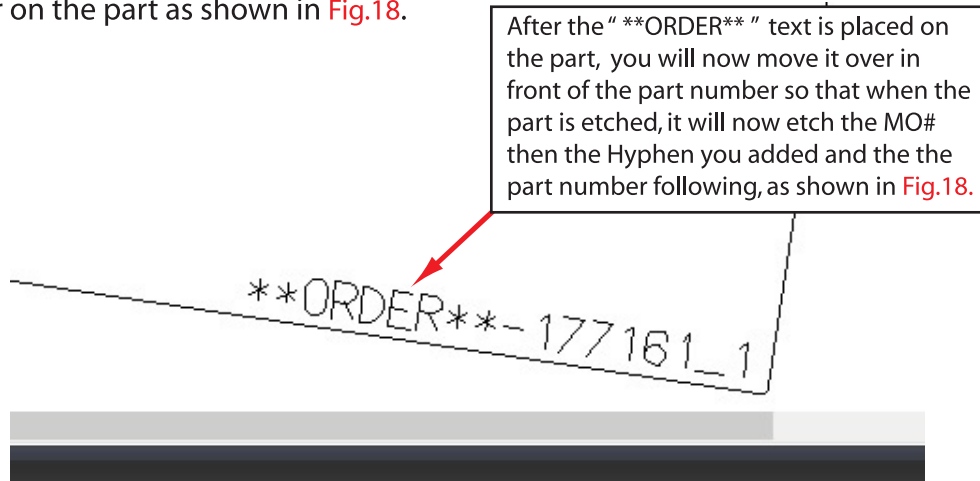 r on the part as shown in Fig.18.
After the “ **ORDER** ” text is placed on
the part, you will now move it over in
front of the part number so that when the
part is etched, it will now etch the MO#
then the Hyphen you added and the the
part number following, as shown in Fig.18.
**ORDER**-177161_1